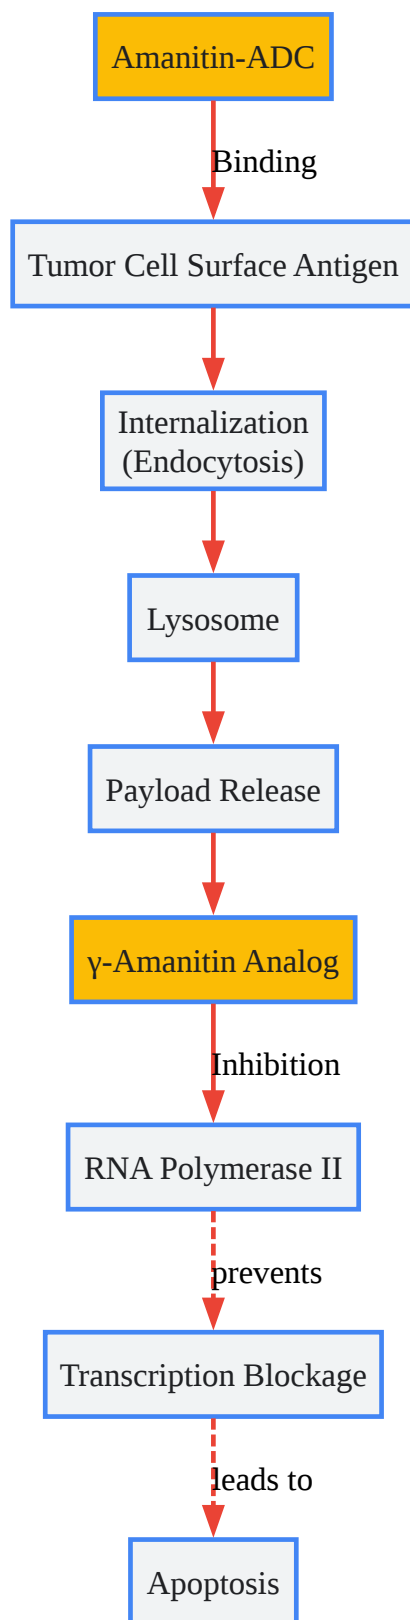 Amanitin-ADC
Binding
Tumor Cell Surface Antigen
Internalization
(Endocytosis)
Lysosome
Payload Release
γ-Amanitin Analog
Inhibition
RNA Polymerase II
prevents
Transcription Blockage
leads to
Apoptosis